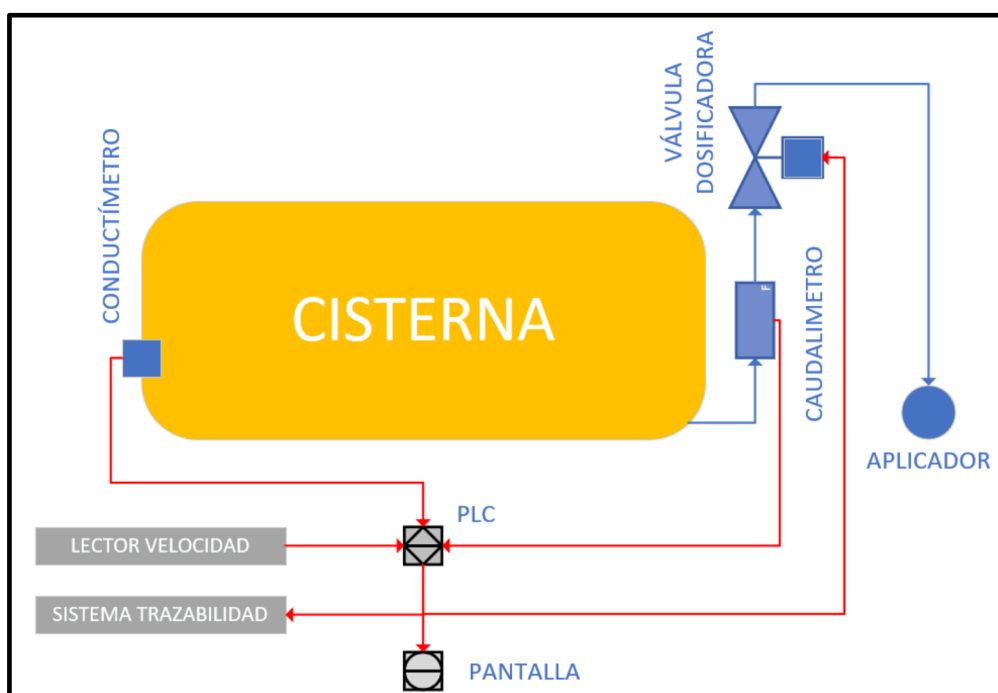 VÁLVULA
DOSIFICADORA
CONDUCTÍMETRO
CISTERNA
F
CAUDALIMETRO
APLICADOR
PLC
LECTOR VELOCIDAD
SISTEMA TRAZABILIDAD
PANTALLA